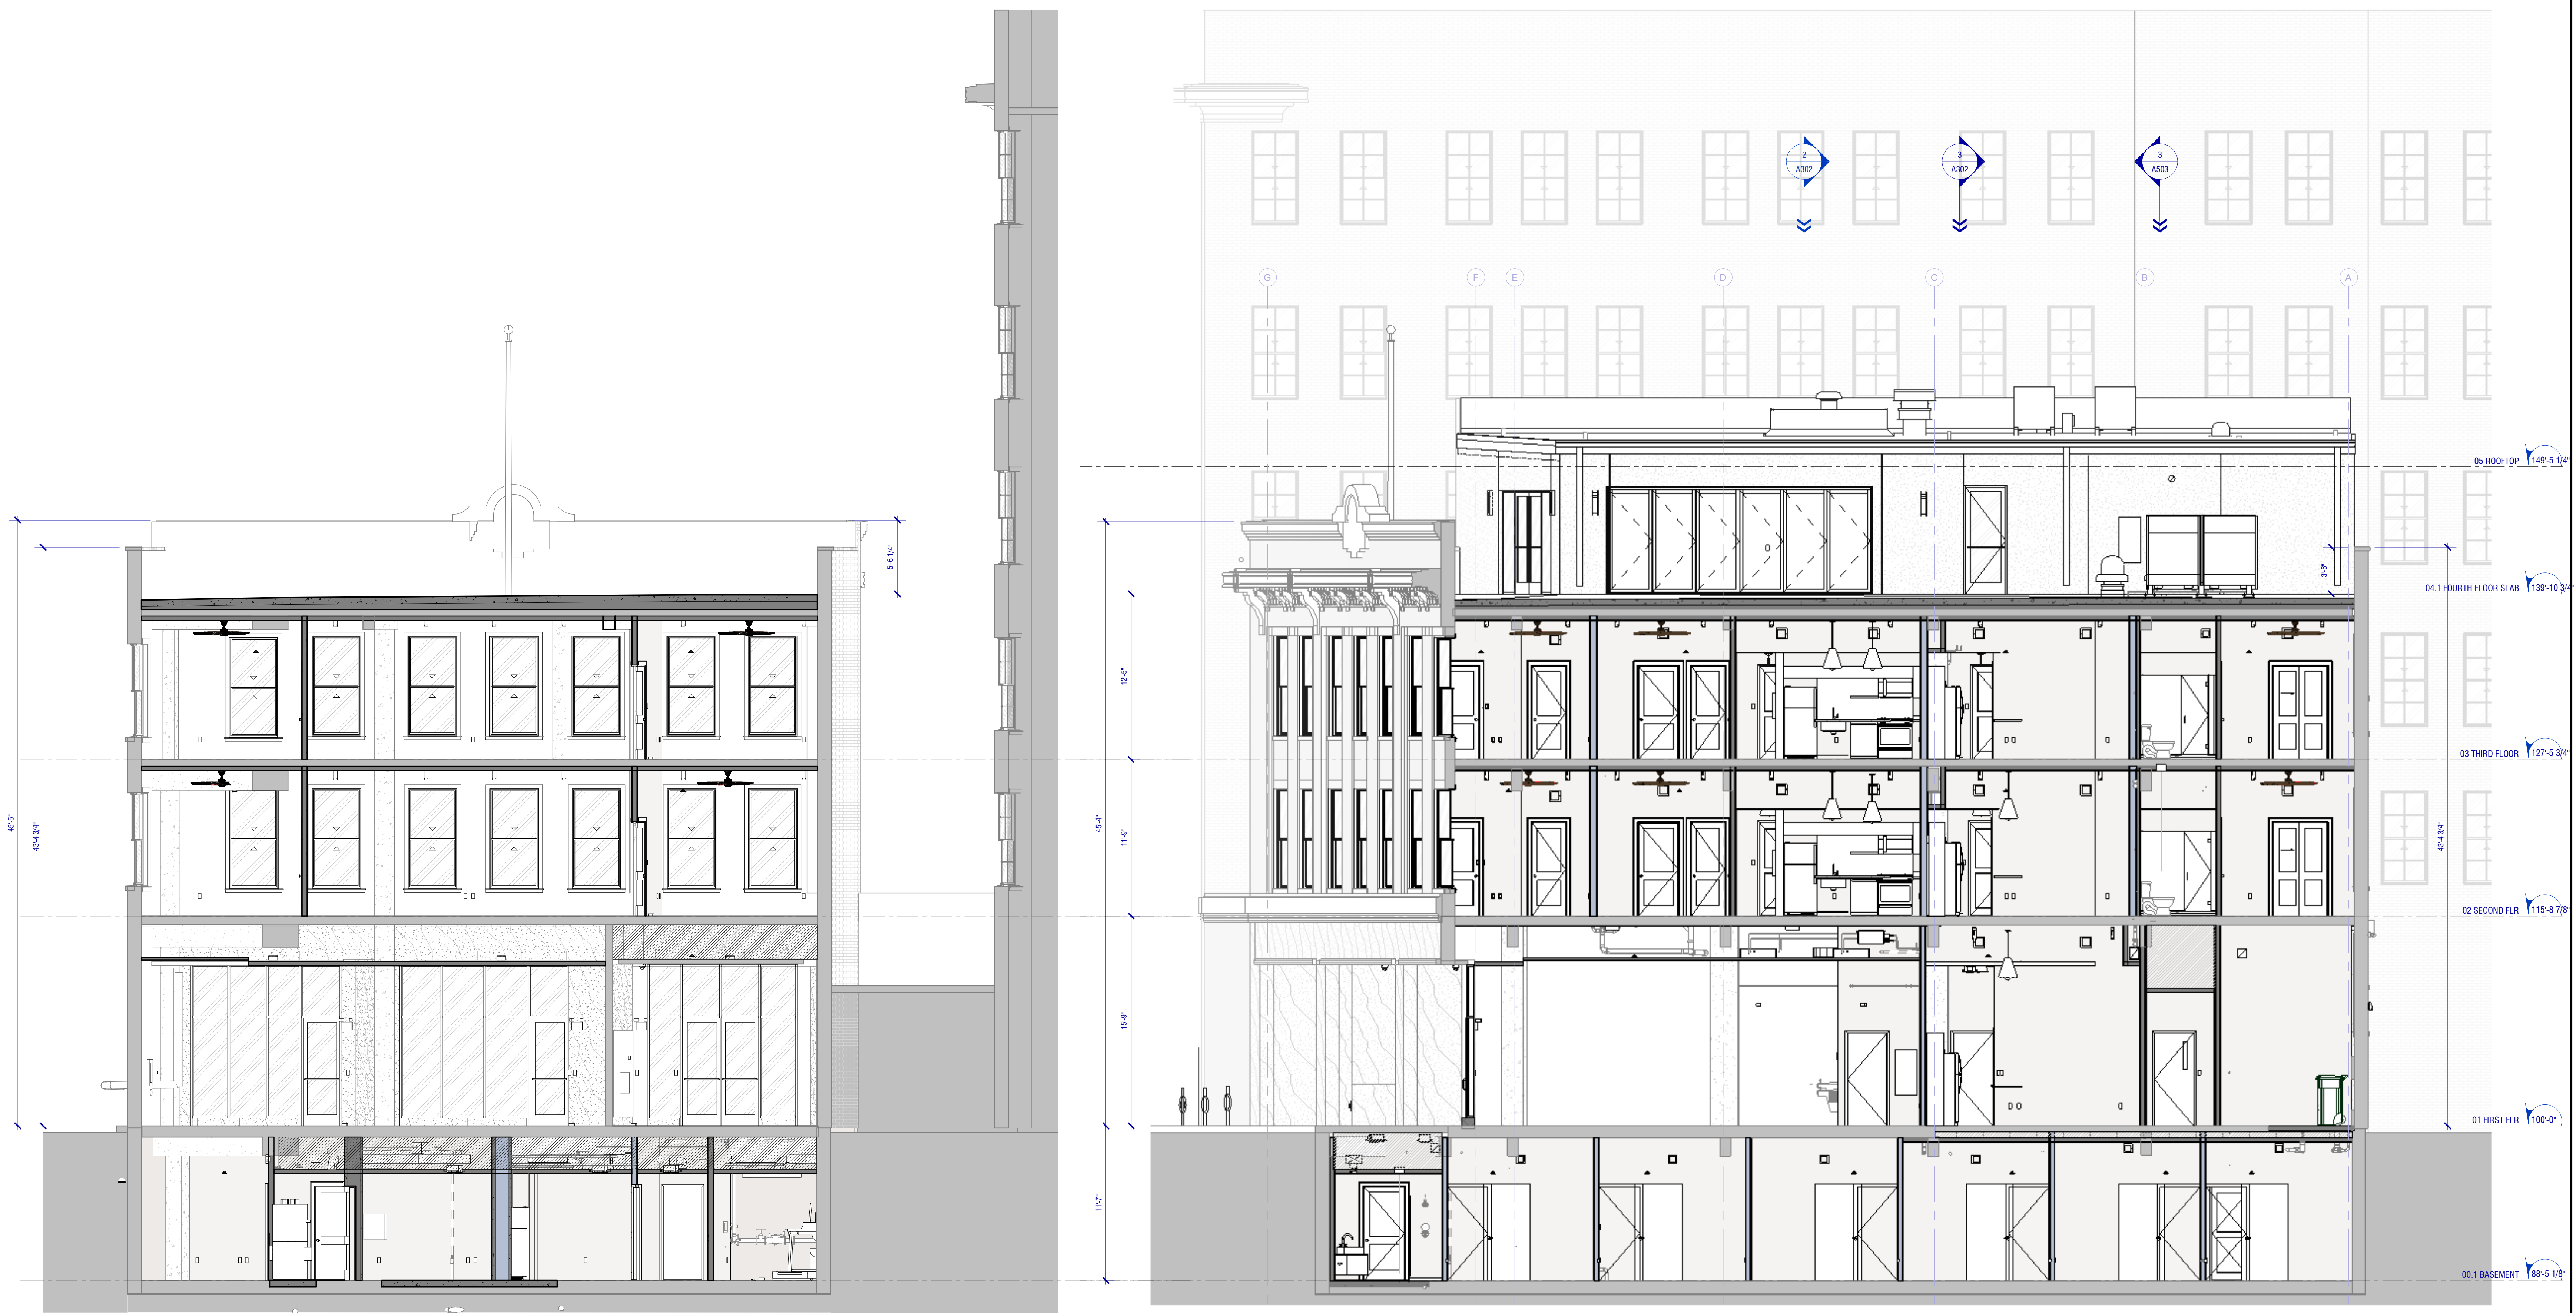 2
A302
3
A302
3
A503
G
F
E
D
C
B
A
05 ROOFTOP 149'-5 1/4"
04.1 FOURTH FLOOR SLAB 139'-10 3/4"
03 THIRD FLOOR 127'-5 3/4"
02 SECOND FLR 115'-8 7/8"
01 FIRST FLR 100'-0"
00.1 BASEMENT 88'-5 1/8"
45'-5"
43'-4 3/4"
5'-6 1/4"
45'-4"
12'-5"
11'-9"
15'-9"
11'-7"
3'-6"
43'-4 3/4"